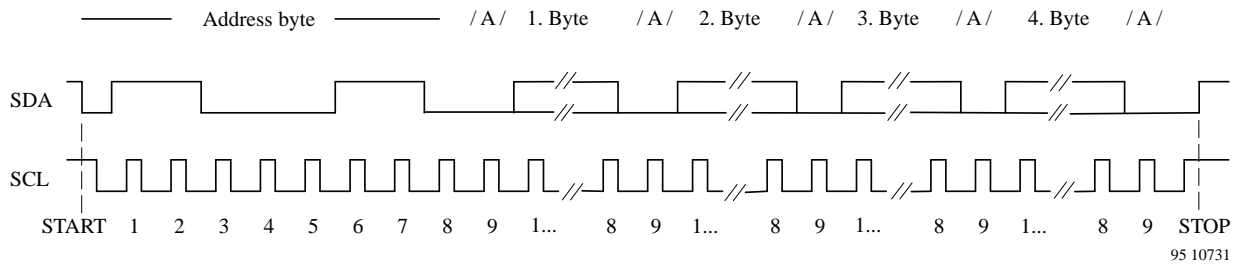 Address byte / A / 1. Byte / A / 2. Byte / A / 3. Byte / A / 4. Byte / A /
SDA
SCL
START 1 2 3 4 5 6 7 8 9 1... 8 9 1... 8 9 1... 8 9 1... 8 9 STOP
95 10731